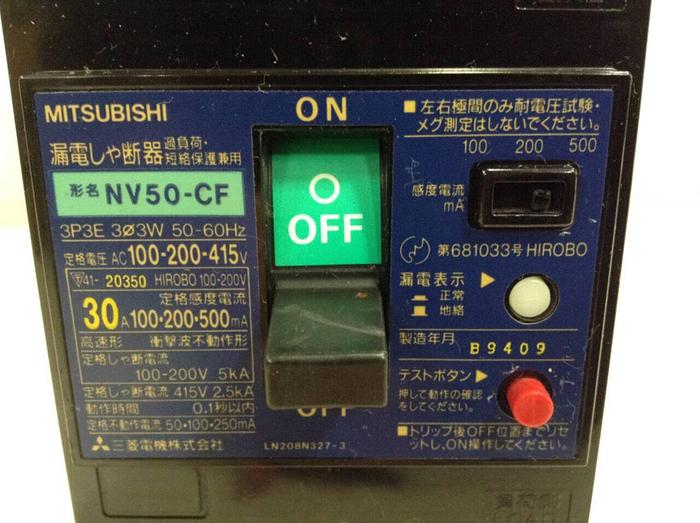 MITSUBISHI
漏電しゃ断器 過負荷・短絡保護兼用
形名 NV50-CF
3P3E 3ø3W 50-60Hz
定格電圧 AC100-200-415V
41- 20350 HIROBO 100-200V
30A 定格感度電流
100・200・500mA
高速形 衝撃波不動作形
定格しゃ断電流
100-200V 5kA
定格しゃ断電流 415V 2.5kA
動作時間 0.1秒以内
定格不動作電流 50・100・250mA
三菱電機株式会社
ON
OFF
OFF
LN208N327-3
■左右極間のみ耐電圧試験・
メグ測定はしないでください。
100 200 500
感度電流
mA
第681033号 HIROBO
漏電表示 ▶
正常
地絡
製造年月
B9409
テストボタン ▶
押して動作の確認
をしてください。
■トリップ後OFF位置までリセ
ットし、ON操作してください。
負荷側
LOAD